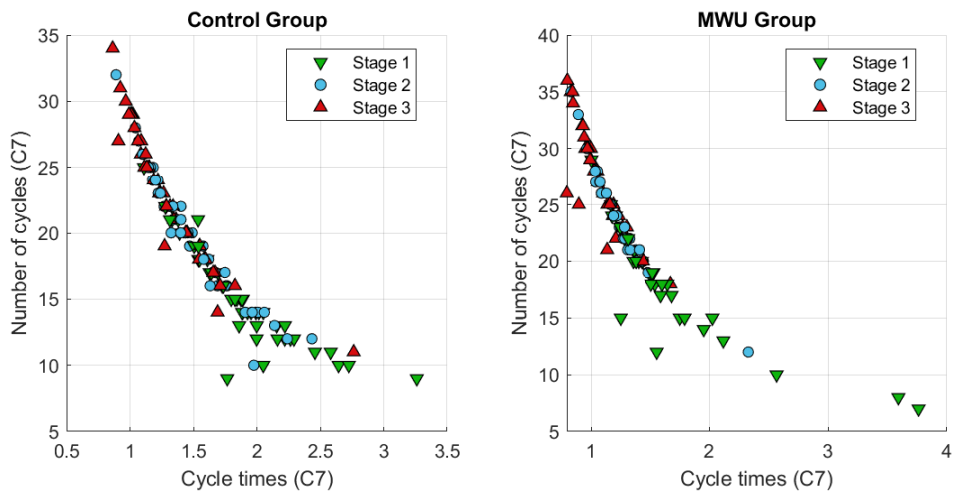 Control Group
35
30
25
20
15
10
5
Number of cycles (C7)
0.5 1 1.5 2 2.5 3 3.5
Cycle times (C7)
Stage 1
Stage 2
Stage 3
MWU Group
40
35
30
25
20
15
10
5
Number of cycles (C7)
1 2 3 4
Cycle times (C7)
Stage 1
Stage 2
Stage 3